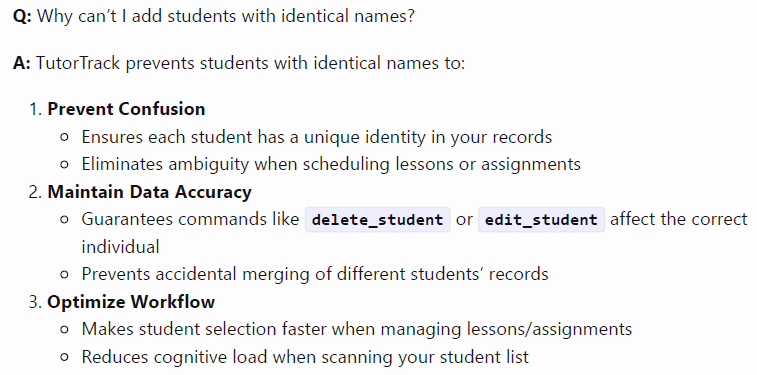 Q: Why can’t I add students with identical names?
A: TutorTrack prevents students with identical names to:
1. Prevent Confusion
○ Ensures each student has a unique identity in your records
○ Eliminates ambiguity when scheduling lessons or assignments
2. Maintain Data Accuracy
○ Guarantees commands like delete_student or edit_student affect the correct
individual
○ Prevents accidental merging of different students’ records
3. Optimize Workflow
○ Makes student selection faster when managing lessons/assignments
○ Reduces cognitive load when scanning your student list